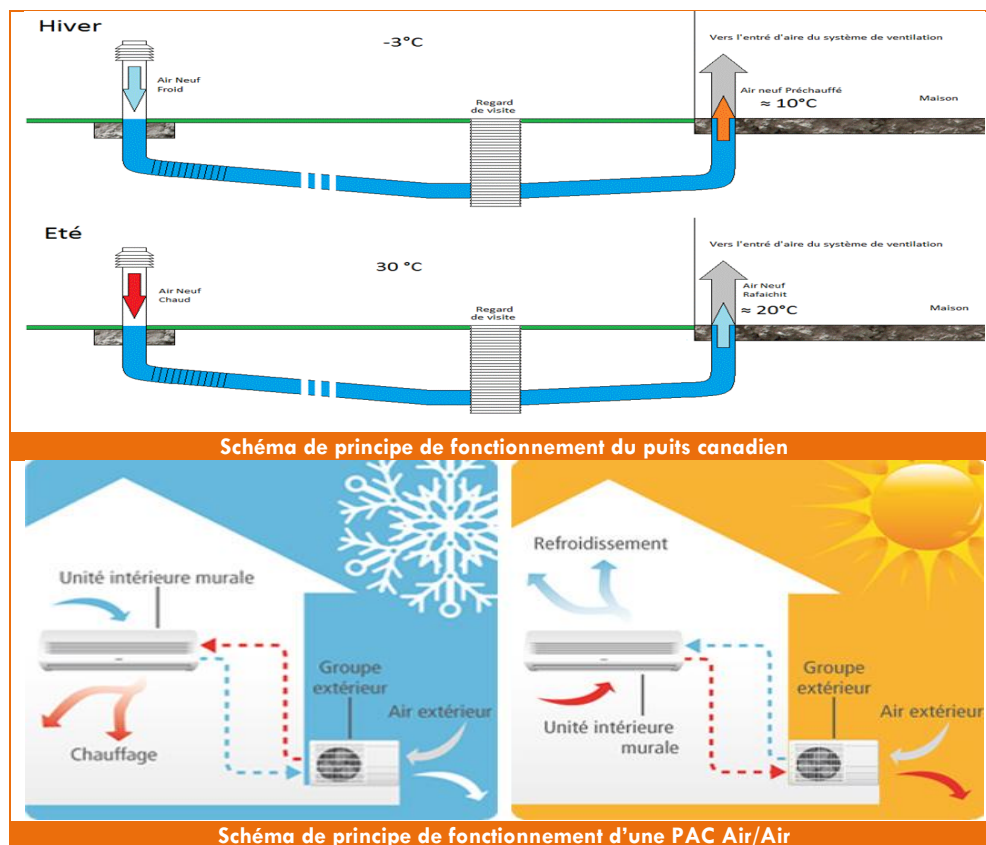 Hiver
-3°C
Vers l'entré d'aire du système de ventilation
Air Neuf
Froid
Regard
de visite
Air neuf Préchauffé
≈ 10°C
Maison
Eté
30 °C
Vers l'entré d'aire du système de ventilation
Air Neuf
Chaud
Regard
de visite
Air Neuf
Rafaichit
≈ 20°C
Maison
Schéma de principe de fonctionnement du puits canadien
Unité intérieure murale
Groupe
extérieur
Air extérieur
Chauffage
Refroidissement
Groupe
extérieur
Air extérieur
Unité intérieure
murale
Schéma de principe de fonctionnement d'une PAC Air/Air